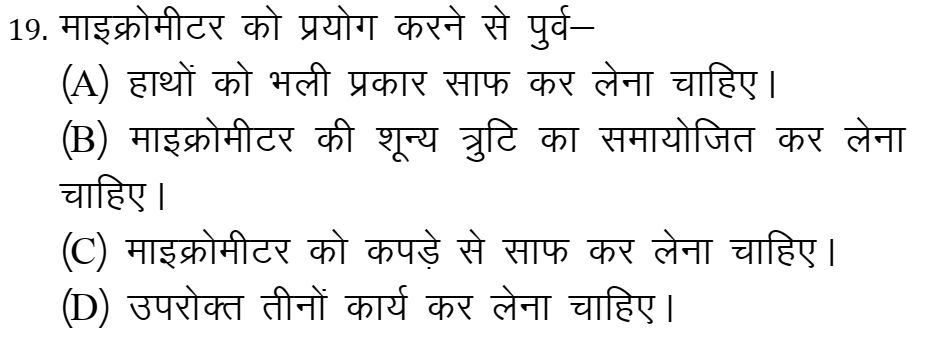 19. माइक्रोमीटर को प्रयोग करने से पुर्व–
(A) हाथों को भली प्रकार साफ कर लेना चाहिए।
(B) माइक्रोमीटर की शून्य त्रुटि का समायोजित कर लेना
चाहिए।
(C) माइक्रोमीटर को कपड़े से साफ कर लेना चाहिए।
(D) उपरोक्त तीनों कार्य कर लेना चाहिए।